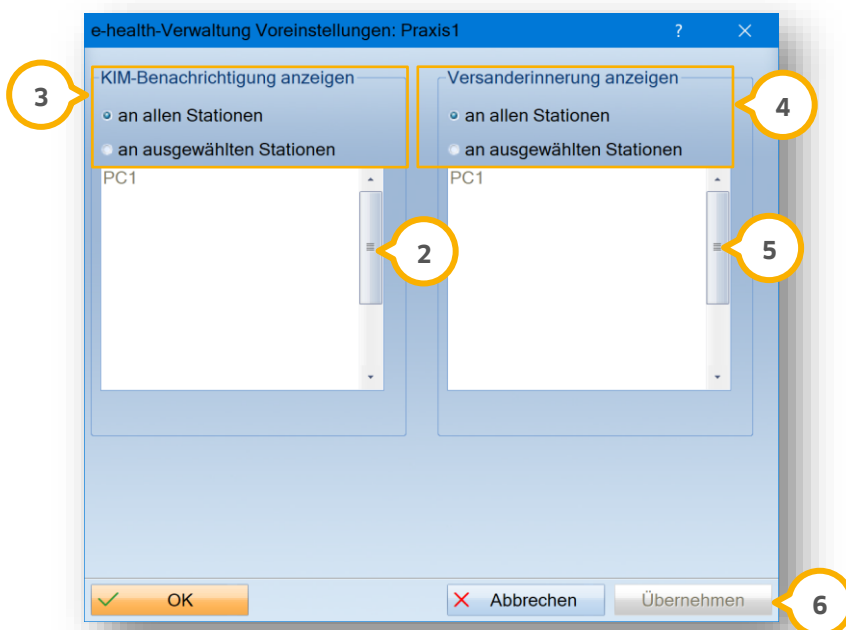 e-health-Verwaltung Voreinstellungen: Praxis1 ?
KIM-Benachrichtigung anzeigen
an allen Stationen
an ausgewählten Stationen
PC1
3
2
Versanderinnerung anzeigen
an allen Stationen
an ausgewählten Stationen
PC1
4
5
OK
Abbrechen
Übernehmen
6